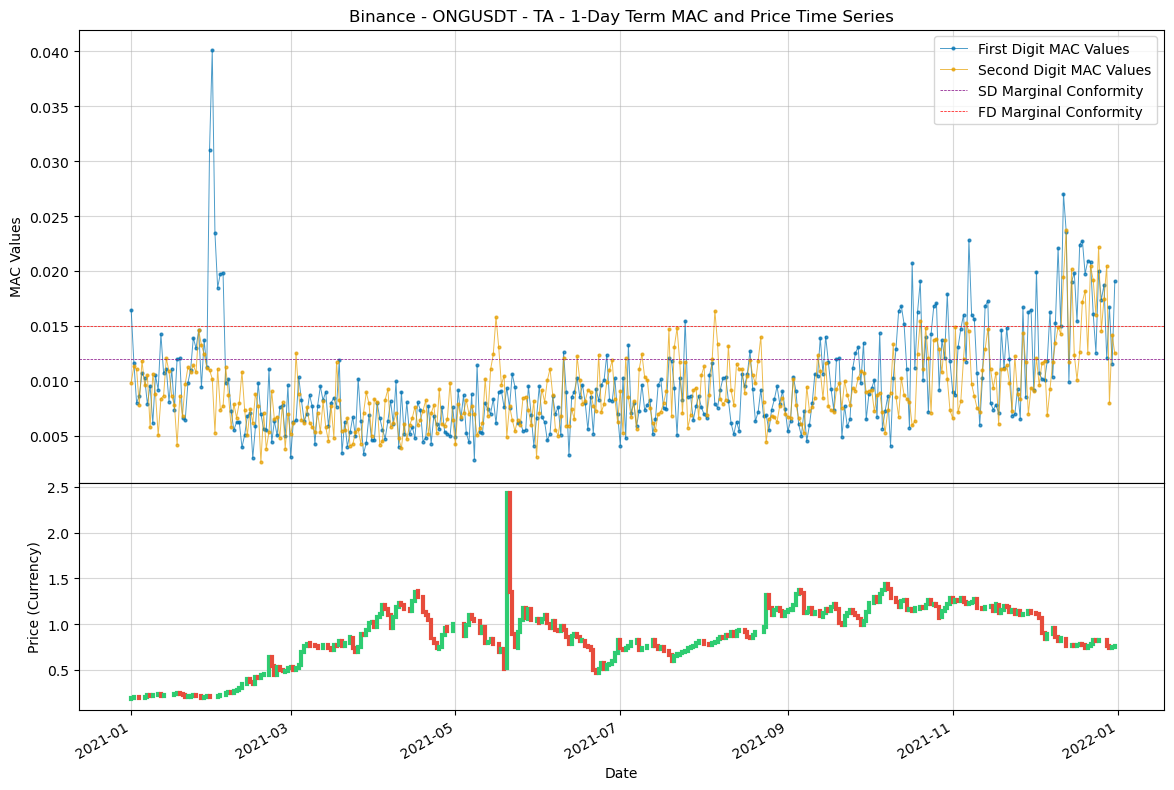 Binance - ONGUSDT - TA - 1-Day Term MAC and Price Time Series
First Digit MAC Values
Second Digit MAC Values
SD Marginal Conformity
FD Marginal Conformity
MAC Values
0.040
0.035
0.030
0.025
0.020
0.015
0.010
0.005
Price (Currency)
2.5
2.0
1.5
1.0
0.5
2021-01
2021-03
2021-05
2021-07
2021-09
2021-11
2022-01
Date